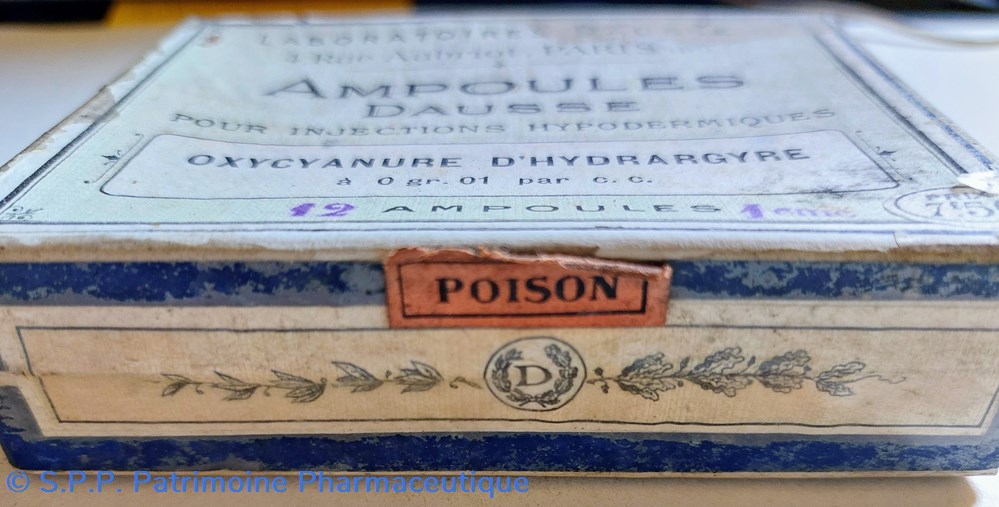 LABORATOIRE
4 Rue Aubriot, PARIS
AMPOULES
DAUSSE
POUR INJECTIONS HYPODERMIQUES
OXYCYANURE D'HYDRARGYRE
à 0 gr. 01 par c. c.
12 AMPOULES 1 cmc
POISON
D
© S.P.P. Patrimoine Pharmaceutique